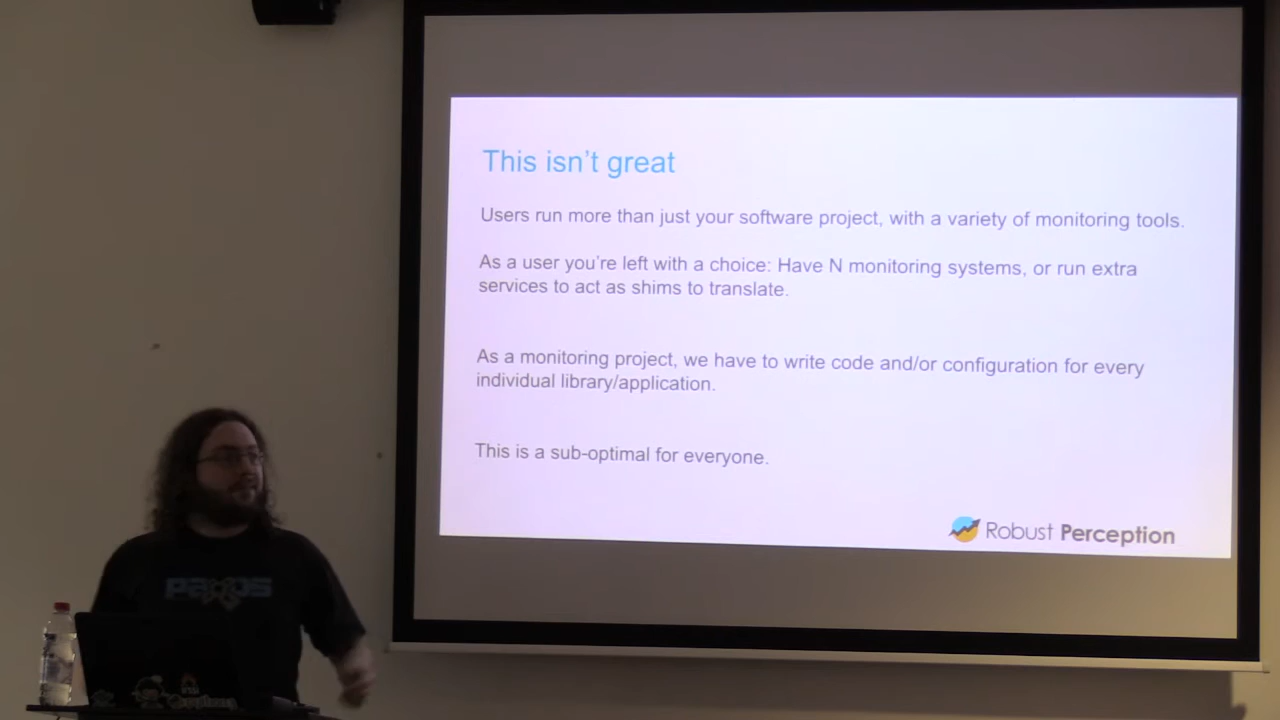 This isn't great
Users run more than just your software project, with a variety of monitoring tools.
As a user you're left with a choice: Have N monitoring systems, or run extra
services to act as shims to translate.
As a monitoring project, we have to write code and/or configuration for every
individual library/application.
This is a sub-optimal for everyone.
Robust Perception